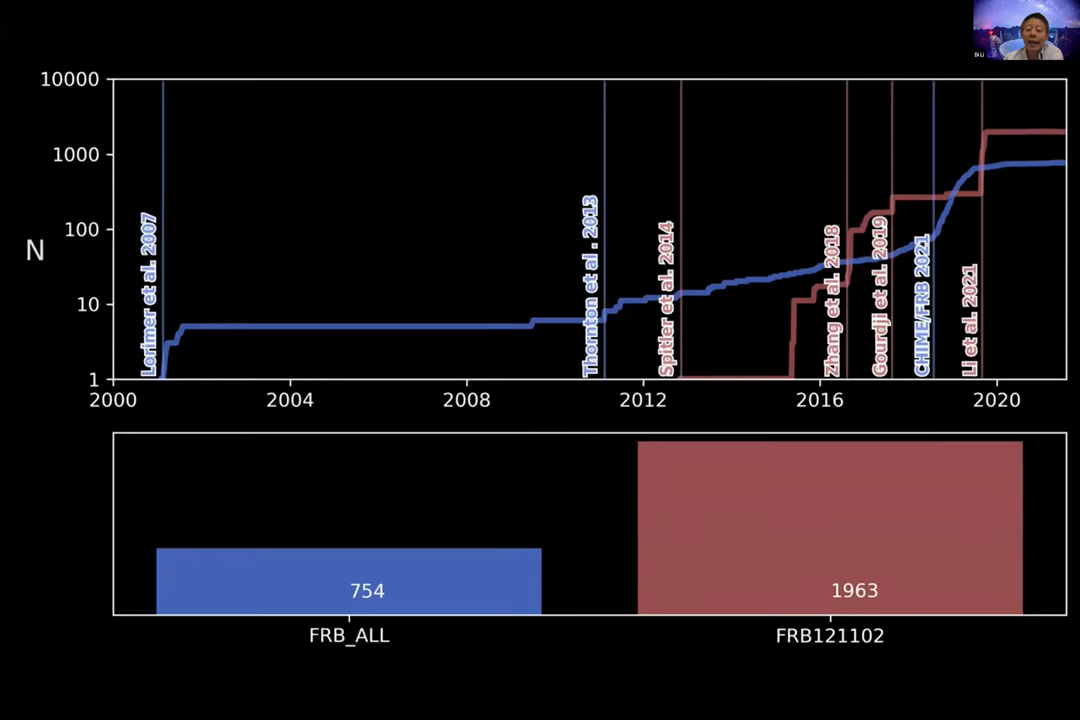 Di Li
10000
1000
100
10
1
N
Lorimer et al. 2007
Thornton et al . 2013
Spitler et al. 2014
Zhang et al. 2018
Gourdji et al. 2019
CHIME/FRB 2021
Li et al. 2021
2000 2004 2008 2012 2016 2020
754
1963
FRB_ALL
FRB121102